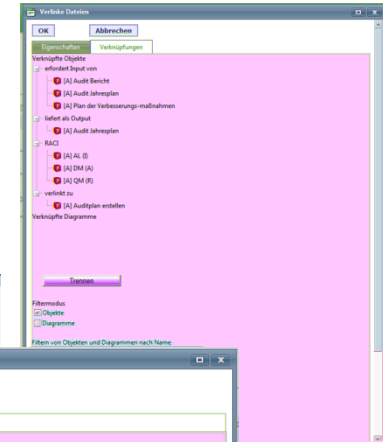 Verlinke Dateien
OK Abbrechen
Eigenschaften Verknüpfungen
Verknüpfte Objekte
erfordert Input von
[A] Audit Bericht
[A] Audit Jahresplan
[A] Plan der Verbesserungs-maßnahmen
liefert als Output
[A] Audit Jahresplan
RACI
[A] AL (I)
[A] DM (A)
[A] QM (R)
verlinkt zu
[A] Auditplan erstellen
Verknüpfte Diagramme
Trennen
Filtermodus
Objekte
Diagramme
Filtern von Objekten und Diagrammen nach Name